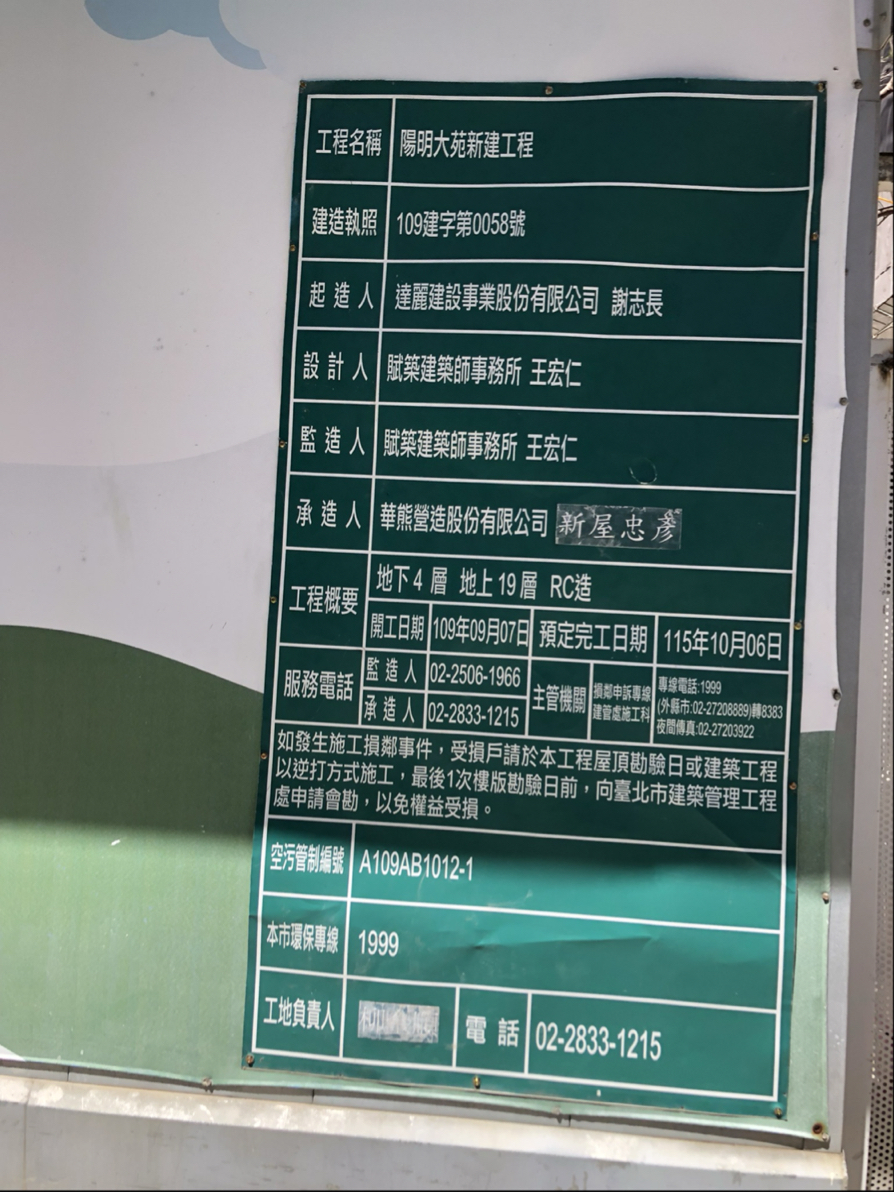 工程名稱 陽明大苑新建工程
建造執照 109建字第0058號
起造人 達麗建設事業股份有限公司 謝志長
設計人 賦築建築師事務所 王宏仁
監造人 賦築建築師事務所 王宏仁
承造人 華熊營造股份有限公司 新屋忠彥
工程概要 地下4層 地上19層 RC造
開工日期 109年09月07日 預定完工日期 115年10月06日
服務電話 監造人 02-2506-1966
承造人 02-2833-1215
主管機關 損鄰申訴專線
建管處施工科
專線電話:1999
(外縣市:02-27208889)轉8383
夜間傳真:02-27203922
如發生施工損鄰事件，受損戶請於本工程屋頂勘驗日或建築工程
以逆打方式施工，最後1次樓版勘驗日前，向臺北市建築管理工程
處申請會勘，以免權益受損。
空污管制編號 A109AB1012-1
本市環保專線 1999
工地負責人 電話 02-2833-1215